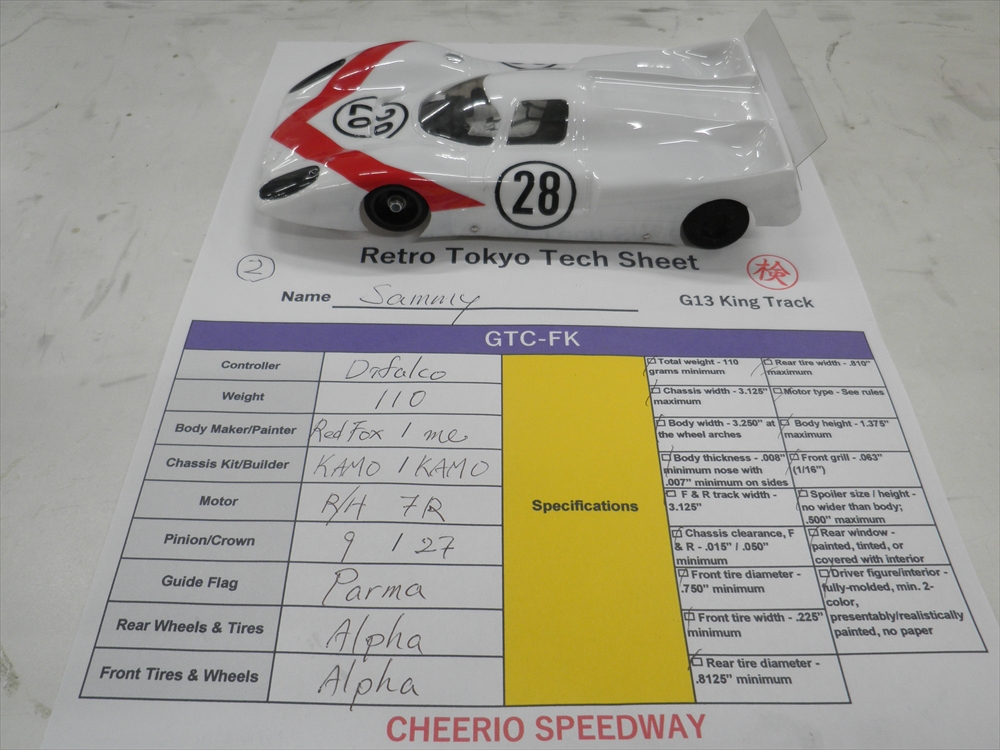 28
28
Retro Tokyo Tech Sheet
2
検
Name Sammy
G13 King Track
GTC-FK
Controller Difalco
Weight 110
Body Maker/Painter Red Fox / me
Chassis Kit/Builder KAMO / KAMO
Motor R/H 7R
Pinion/Crown 9 / 27
Guide Flag Parma
Rear Wheels & Tires Alpha
Front Tires & Wheels Alpha
Specifications
Total weight - 110
grams minimum
Chassis width - 3.125"
maximum
Body width - 3.250" at
the wheel arches
Body thickness - .008"
minimum nose with
.007" minimum on sides
F & R track width -
3.125"
Chassis clearance, F
& R - .015" / .050"
minimum
Front tire diameter -
.750" minimum
Front tire width - .225"
minimum
Rear tire diameter -
.8125" minimum
Rear tire width - .810"
maximum
Motor type - See rules
Body height - 1.375"
maximum
Front grill - .063"
(1/16")
Spoiler size / height -
no wider than body;
.500" maximum
Rear window -
painted, tinted, or
covered with interior
Driver figure/interior -
fully-molded, min. 2-
color,
presentably/realistically
painted, no paper
CHEERIO SPEEDWAY